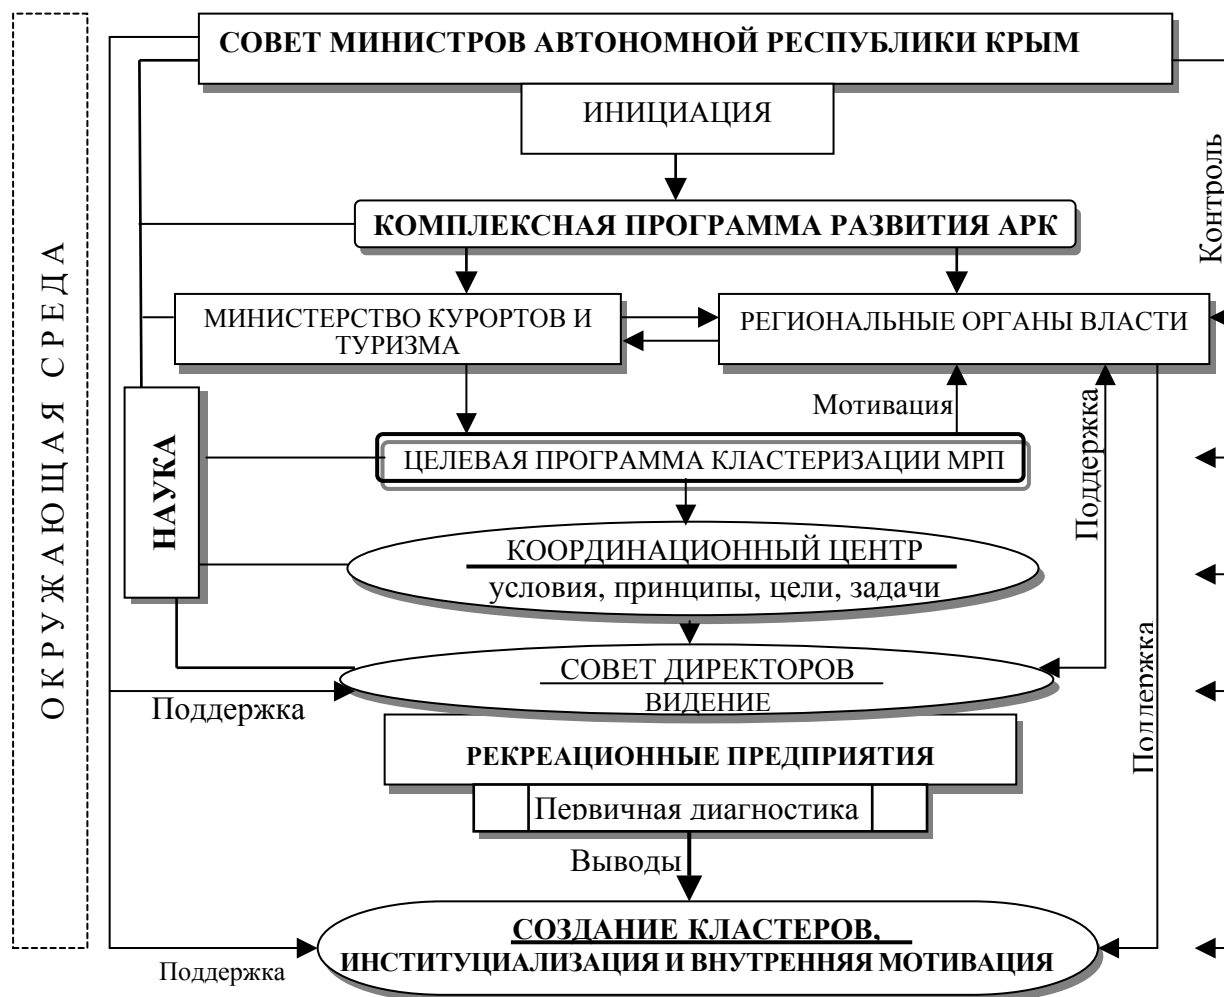 СОВЕТ МИНИСТРОВ АВТОНОМНОЙ РЕСПУБЛИКИ КРЫМ
ИНИЦИАЦИЯ
Контроль
КОМПЛЕКСНАЯ ПРОГРАММА РАЗВИТИЯ АРК
ОКРУЖАЮЩАЯ СРЕДА
МИНИСТЕРСТВО КУРОРТОВ И
ТУРИЗМА
РЕГИОНАЛЬНЫЕ ОРГАНЫ ВЛАСТИ
Мотивация
Поддержка
НАУКА
ЦЕЛЕВАЯ ПРОГРАММА КЛАСТЕРИЗАЦИИ МРП
КООРДИНАЦИОННЫЙ ЦЕНТР
условия, принципы, цели, задачи
СОВЕТ ДИРЕКТОРОВ
ВИДЕНИЕ
Поддержка
Поддержка
РЕКРЕАЦИОННЫЕ ПРЕДПРИЯТИЯ
Первичная диагностика
Выводы
СОЗДАНИЕ КЛАСТЕРОВ,
ИНСТИТУЦИАЛИЗАЦИЯ И ВНУТРЕННЯЯ МОТИВАЦИЯ
Поддержка